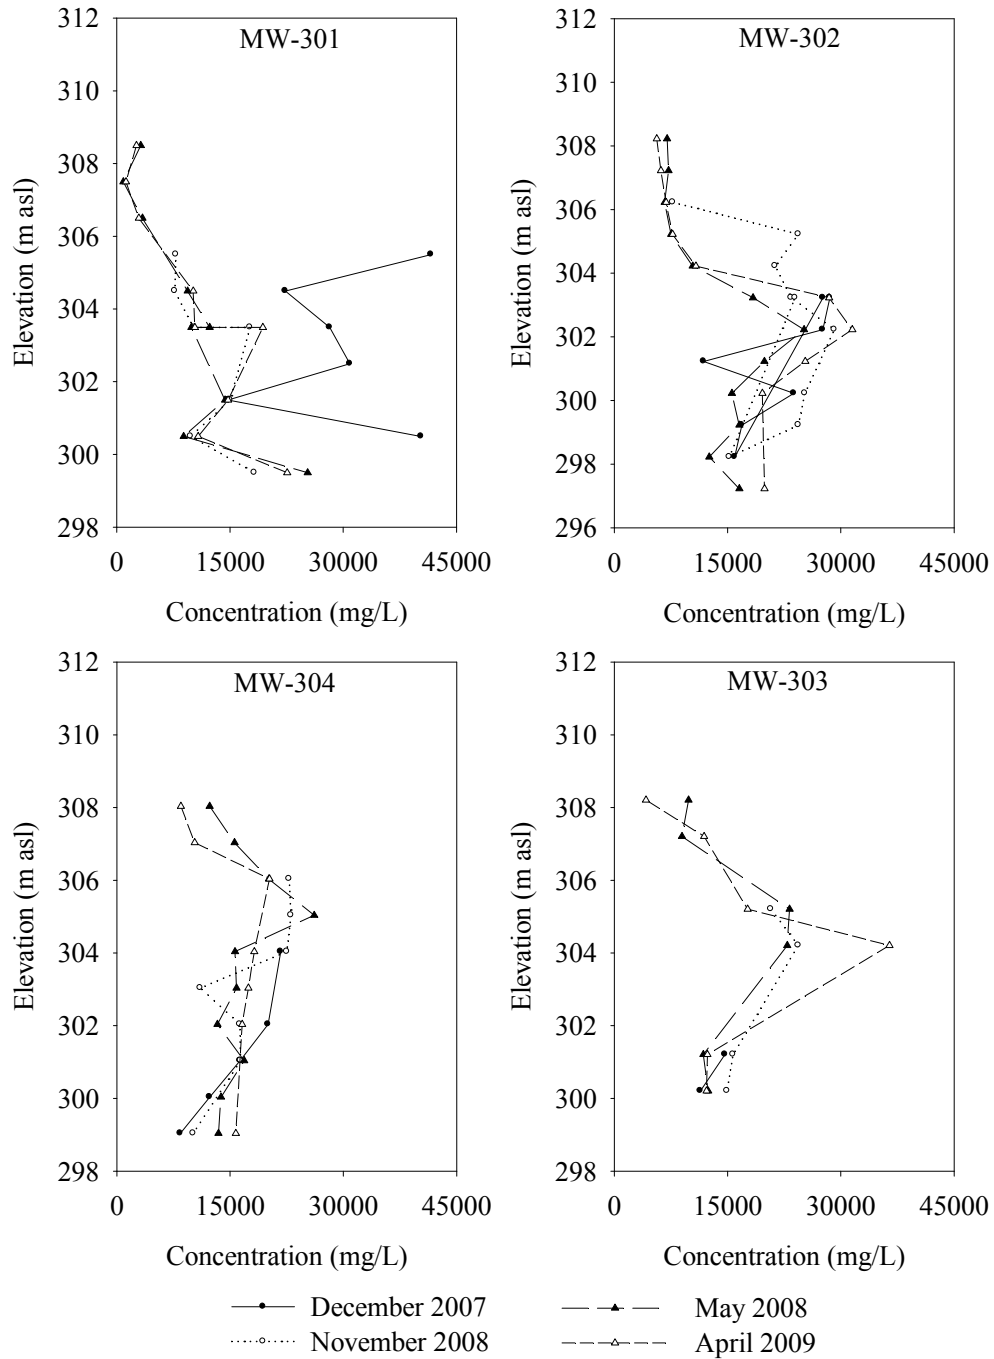 MW-301
312
310
308
306
304
302
300
298
Elevation (m asl)
0 15000 30000 45000
Concentration (mg/L)
MW-302
312
310
308
306
304
302
300
298
296
Elevation (m asl)
0 15000 30000 45000
Concentration (mg/L)
MW-304
312
310
308
306
304
302
300
298
Elevation (m asl)
0 15000 30000 45000
Concentration (mg/L)
MW-303
312
310
308
306
304
302
300
298
Elevation (m asl)
0 15000 30000 45000
Concentration (mg/L)
December 2007 May 2008
November 2008 April 2009